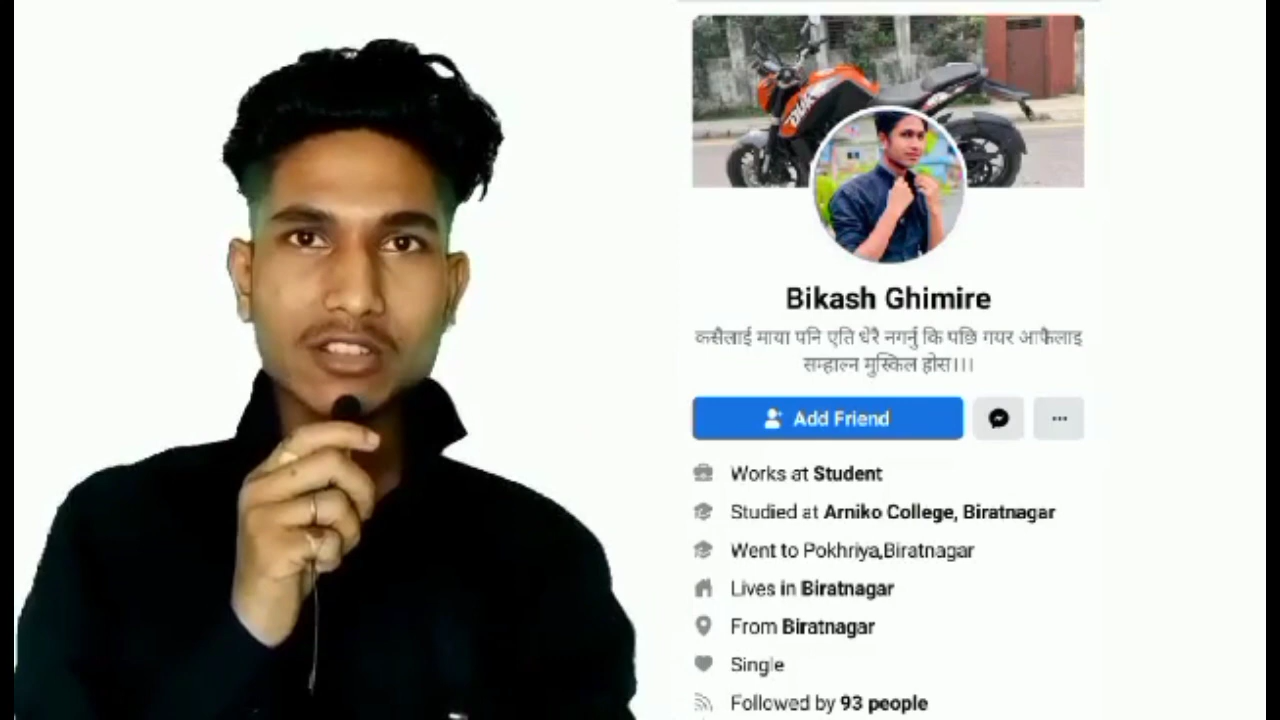 DUKE
Bikash Ghimire
कसैलाई माया पनि एति धेरै नगर्नु कि पछि गयर आफैलाइ
सम्हाल्न मुस्किल होस।।।
Add Friend
Works at Student
Studied at Arniko College, Biratnagar
Went to Pokhriya,Biratnagar
Lives in Biratnagar
From Biratnagar
Single
Followed by 93 people